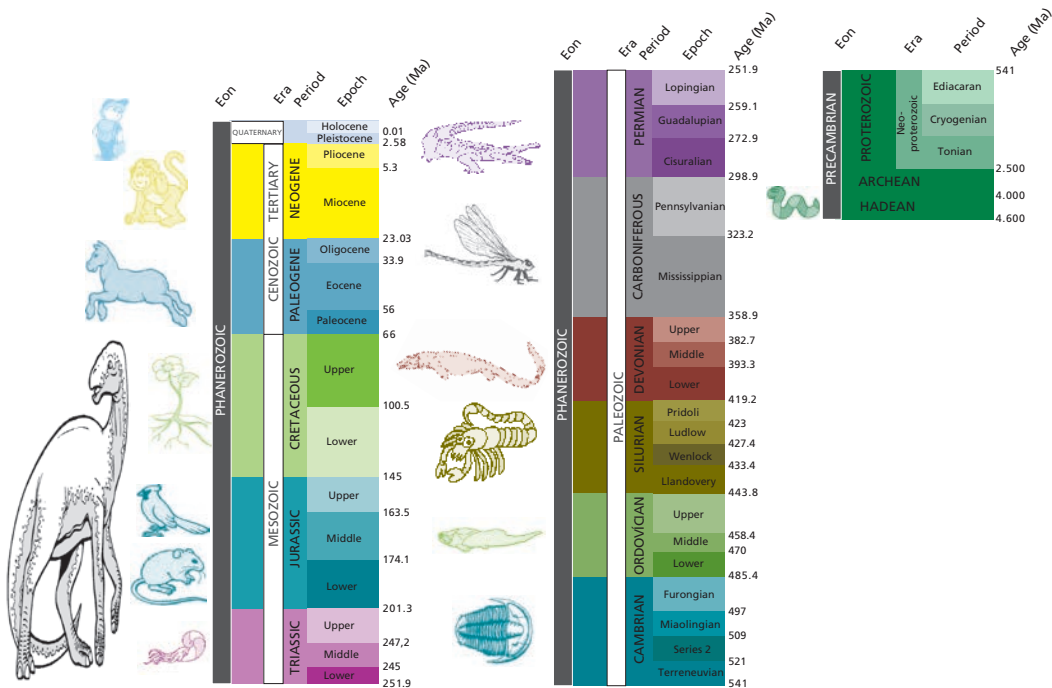 Eon
Era
Period
Epoch
Age (Ma)
PHANEROZOIC
QUATERNARY
TERTIARY
CENOZOIC
MESOZOIC
NEOGENE
PALEOGENE
CRETACEOUS
JURASSIC
TRIASSIC
Holocene
0.01
Pleistocene
2.58
Pliocene
5.3
Miocene
23.03
Oligocene
33.9
Eocene
56
Paleocene
66
Upper
100.5
Lower
145
Upper
163.5
Middle
174.1
Lower
201.3
Upper
247,2
Middle
245
Lower
251.9
Eon
Era
Period
Epoch
Age (Ma)
PHANEROZOIC
PALEOZOIC
PERMIAN
CARBONIFEROUS
DEVONIAN
SILURIAN
ORDOVÍCIAN
CAMBRIAN
251.9
Lopingian
259.1
Guadalupian
272.9
Cisuralian
298.9
Pennsylvanian
323.2
Mississippian
358.9
Upper
382.7
Middle
393.3
Lower
419.2
Pridoli
423
Ludlow
427.4
Wenlock
433.4
Llandovery
443.8
Upper
458.4
Middle
470
Lower
485.4
Furongian
497
Miaolingian
509
Series 2
521
Terreneuvian
541
Eon
Era
Period
Age (Ma)
PRECAMBRIAN
PROTEROZOIC
Neo-
proterozoic
541
Ediacaran
Cryogenian
Tonian
2.500
ARCHEAN
4.000
HADEAN
4.600